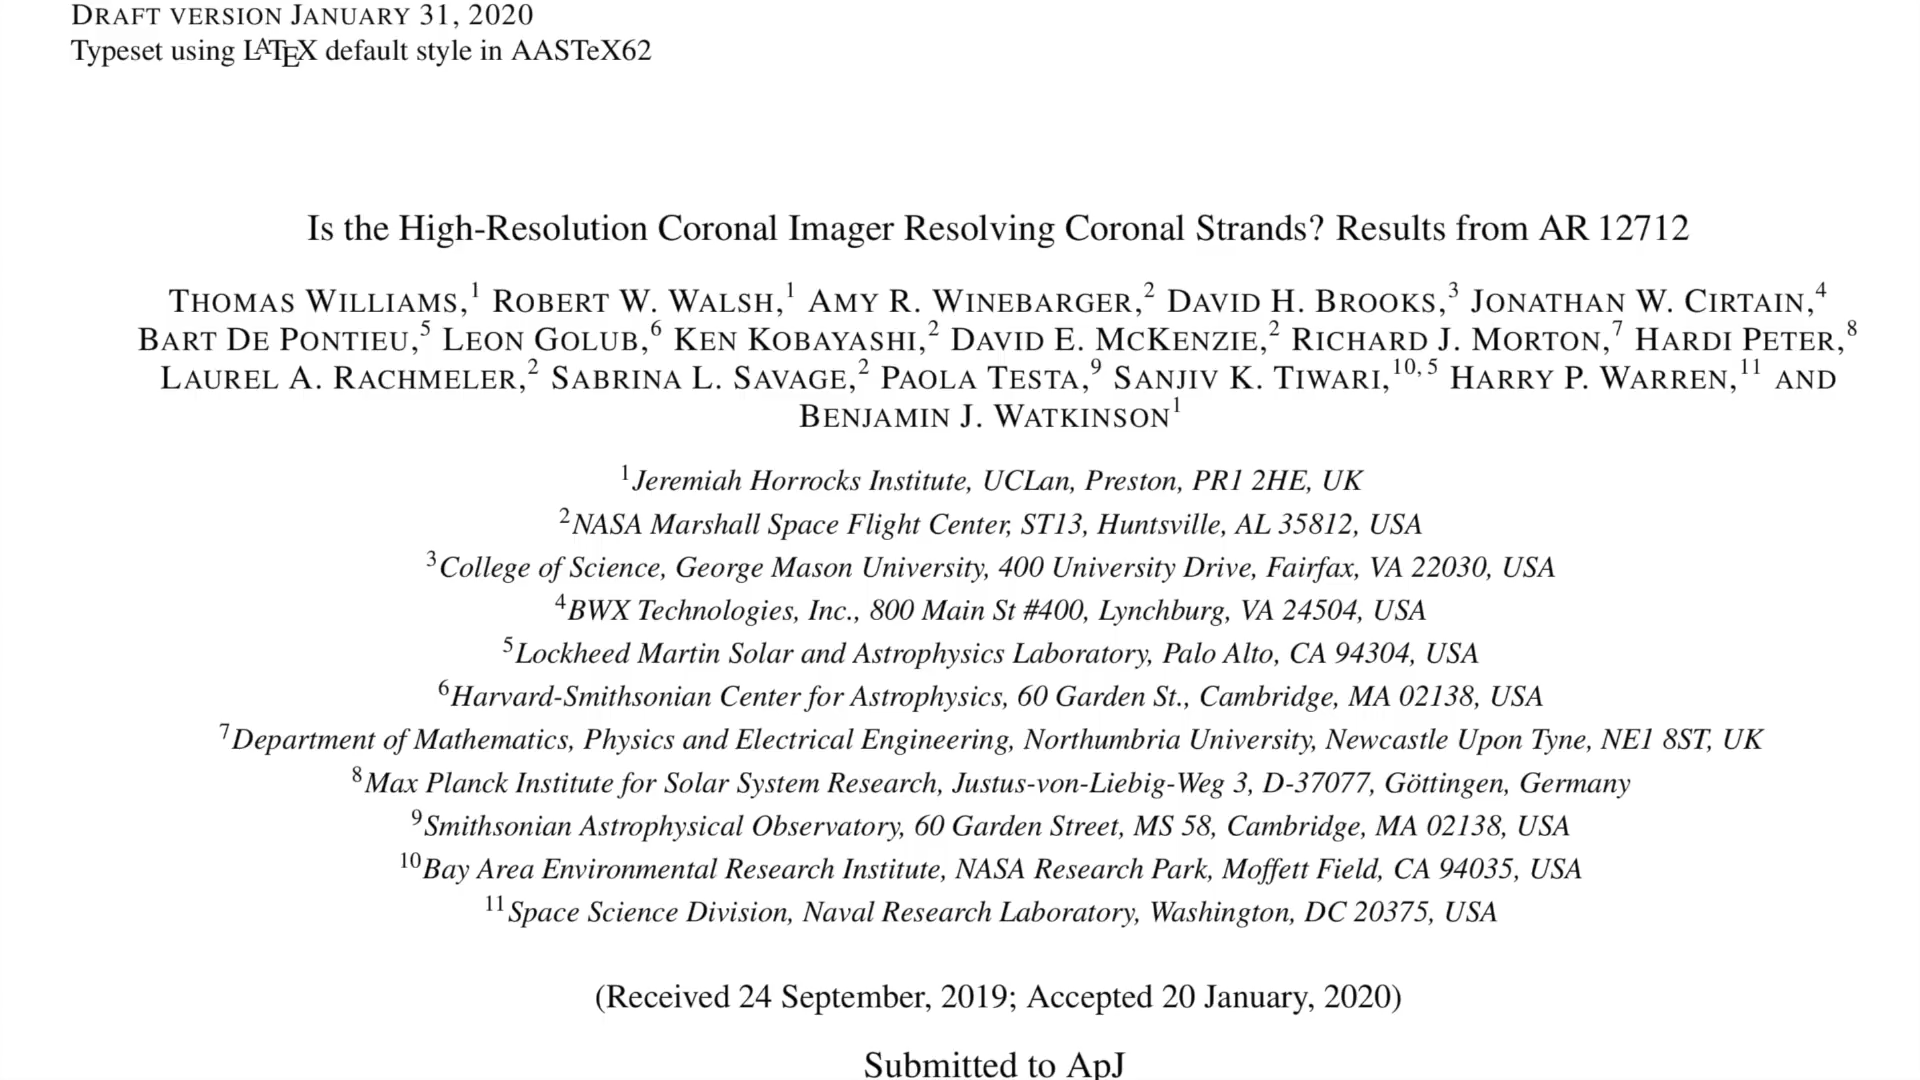 DRAFT VERSION JANUARY 31, 2020
Typeset using LATEX default style in AASTeX62
Is the High-Resolution Coronal Imager Resolving Coronal Strands? Results from AR 12712
THOMAS WILLIAMS,1 ROBERT W. WALSH,1 AMY R. WINEBARGER,2 DAVID H. BROOKS,3 JONATHAN W. CIRTAIN,4
BART DE PONTIEU,5 LEON GOLUB,6 KEN KOBAYASHI,2 DAVID E. MCKENZIE,2 RICHARD J. MORTON,7 HARDI PETER,8
LAUREL A. RACHMELER,2 SABRINA L. SAVAGE,2 PAOLA TESTA,9 SANJIV K. TIWARI,10, 5 HARRY P. WARREN,11 AND
BENJAMIN J. WATKINSON1
1Jeremiah Horrocks Institute, UCLan, Preston, PR1 2HE, UK
2NASA Marshall Space Flight Center, ST13, Huntsville, AL 35812, USA
3College of Science, George Mason University, 400 University Drive, Fairfax, VA 22030, USA
4BWX Technologies, Inc., 800 Main St #400, Lynchburg, VA 24504, USA
5Lockheed Martin Solar and Astrophysics Laboratory, Palo Alto, CA 94304, USA
6Harvard-Smithsonian Center for Astrophysics, 60 Garden St., Cambridge, MA 02138, USA
7Department of Mathematics, Physics and Electrical Engineering, Northumbria University, Newcastle Upon Tyne, NE1 8ST, UK
8Max Planck Institute for Solar System Research, Justus-von-Liebig-Weg 3, D-37077, Göttingen, Germany
9Smithsonian Astrophysical Observatory, 60 Garden Street, MS 58, Cambridge, MA 02138, USA
10Bay Area Environmental Research Institute, NASA Research Park, Moffett Field, CA 94035, USA
11Space Science Division, Naval Research Laboratory, Washington, DC 20375, USA
(Received 24 September, 2019; Accepted 20 January, 2020)
Submitted to ApJ